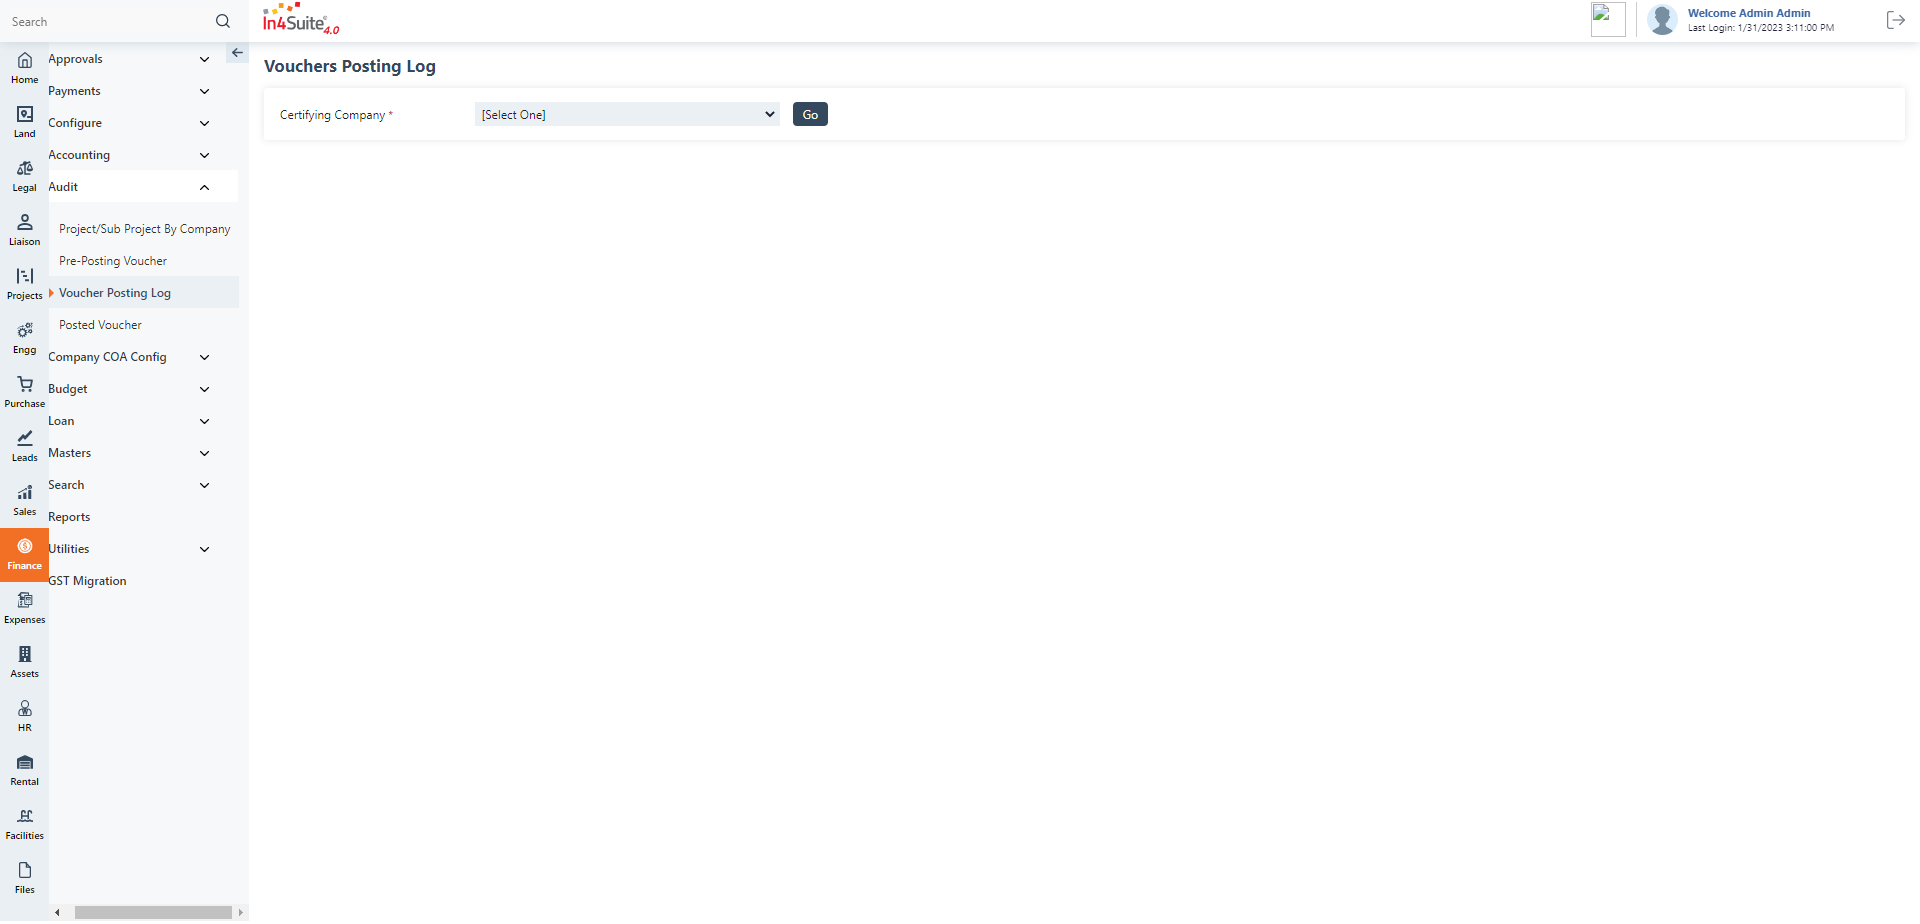 Search
In4Suite® 4.0
Welcome Admin Admin
Last Login: 1/31/2023 3:11:00 PM
Home
Land
Legal
Liaison
Projects
Engg
Purchase
Leads
Sales
Finance
Expenses
Assets
HR
Rental
Facilities
Files
Approvals
Payments
Configure
Accounting
Audit
Project/Sub Project By Company
Pre-Posting Voucher
Voucher Posting Log
Posted Voucher
Company COA Config
Budget
Loan
Masters
Search
Reports
Utilities
GST Migration
Vouchers Posting Log
Certifying Company * [Select One] Go